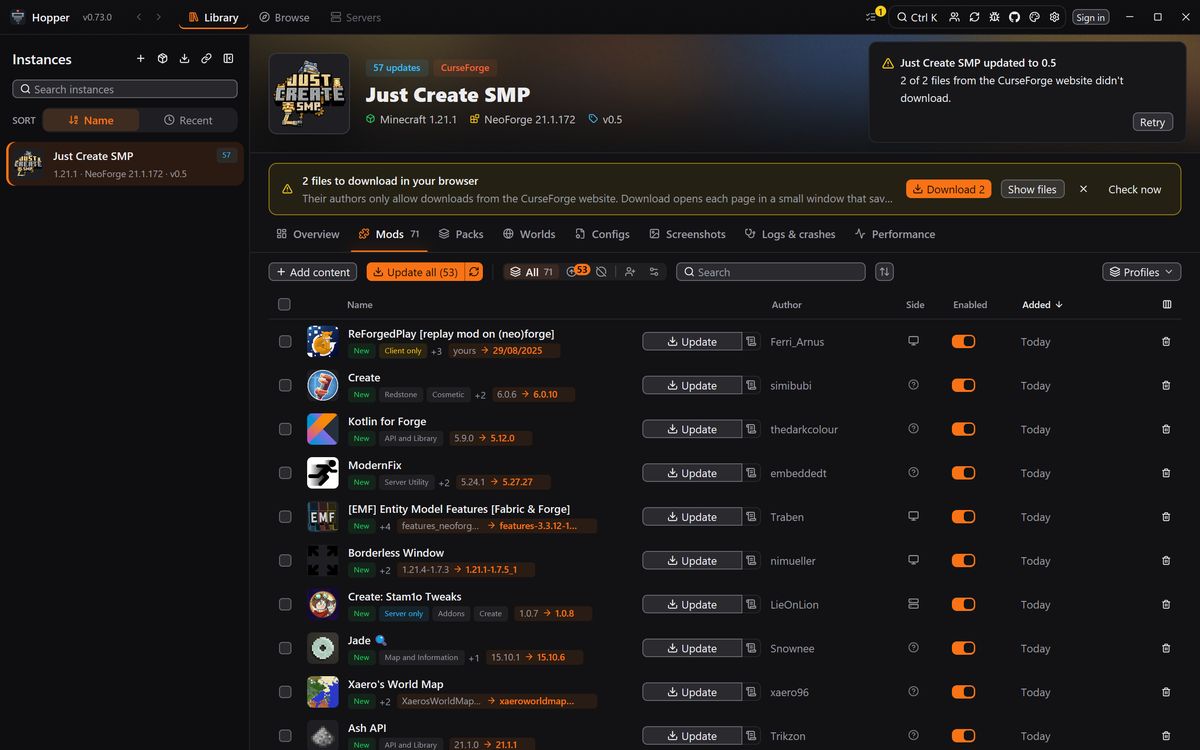 Hopper v0.73.0 Library Browse Servers 1 Ctrl K Sign in
Instances
Search instances
SORT Name Recent
Just Create SMP 57
1.21.1 · NeoForge 21.1.172 · v0.5
JUST CREATE SMP
57 updates CurseForge
Just Create SMP
Minecraft 1.21.1 NeoForge 21.1.172 v0.5
Just Create SMP updated to 0.5
2 of 2 files from the CurseForge website didn't
download.
Retry
2 files to download in your browser
Their authors only allow downloads from the CurseForge website. Download opens each page in a small window that sav...
Download 2 Show files Check now
Overview Mods 71 Packs Worlds Configs Screenshots Logs & crashes Performance
Add content Update all (53) All 71 53 Search Profiles
Name Author Side Enabled Added
ReForgedPlay [replay mod on (neo)forge]
New Client only +3 yours → 29/08/2025 Update Ferri_Arnus Today
Create
New Redstone Cosmetic +2 6.0.6 → 6.0.10 Update simibubi Today
Kotlin for Forge
New API and Library 5.9.0 → 5.12.0 Update thedarkcolour Today
ModernFix
New Server Utility +2 5.24.1 → 5.27.27 Update embeddedt Today
EMF
[EMF] Entity Model Features [Fabric & Forge]
New +4 features_neoforg... → features-3.3.12-1... Update Traben Today
Borderless Window
New +2 1.21.4-1.7.3 → 1.21.1-1.7.5_1 Update nimueller Today
Create: Stam1o Tweaks
New Server only Addons Create 1.0.7 → 1.0.8 Update LieOnLion Today
Jade 🔍
New Map and Information +1 15.10.1 → 15.10.6 Update Snownee Today
Xaero's World Map
New +2 XaerosWorldMap... → xaeroworldmap... Update xaero96 Today
Ash API
New API and Library 21.1.0 → 21.1.1 Update Trikzon Today